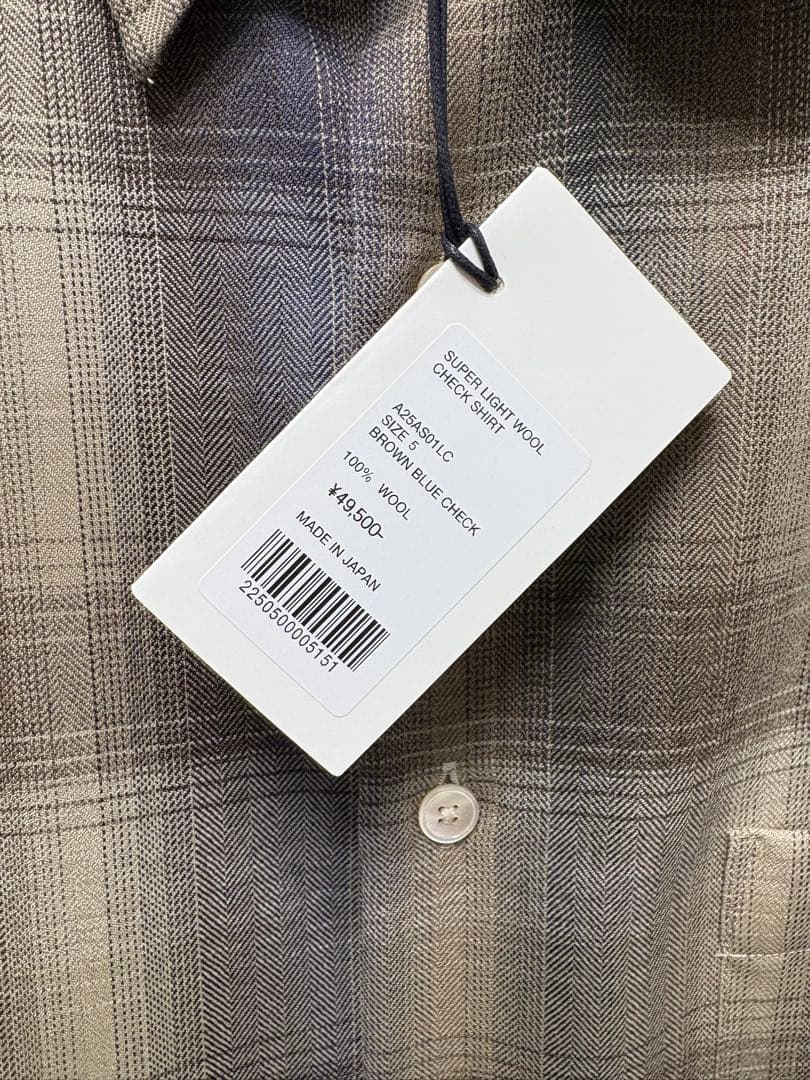 SUPER LIGHT WOOL
CHECK SHIRT
A25AS01LC
SIZE 5
BROWN BLUE CHECK
100% WOOL
¥49,500-
MADE IN JAPAN
2250500005151